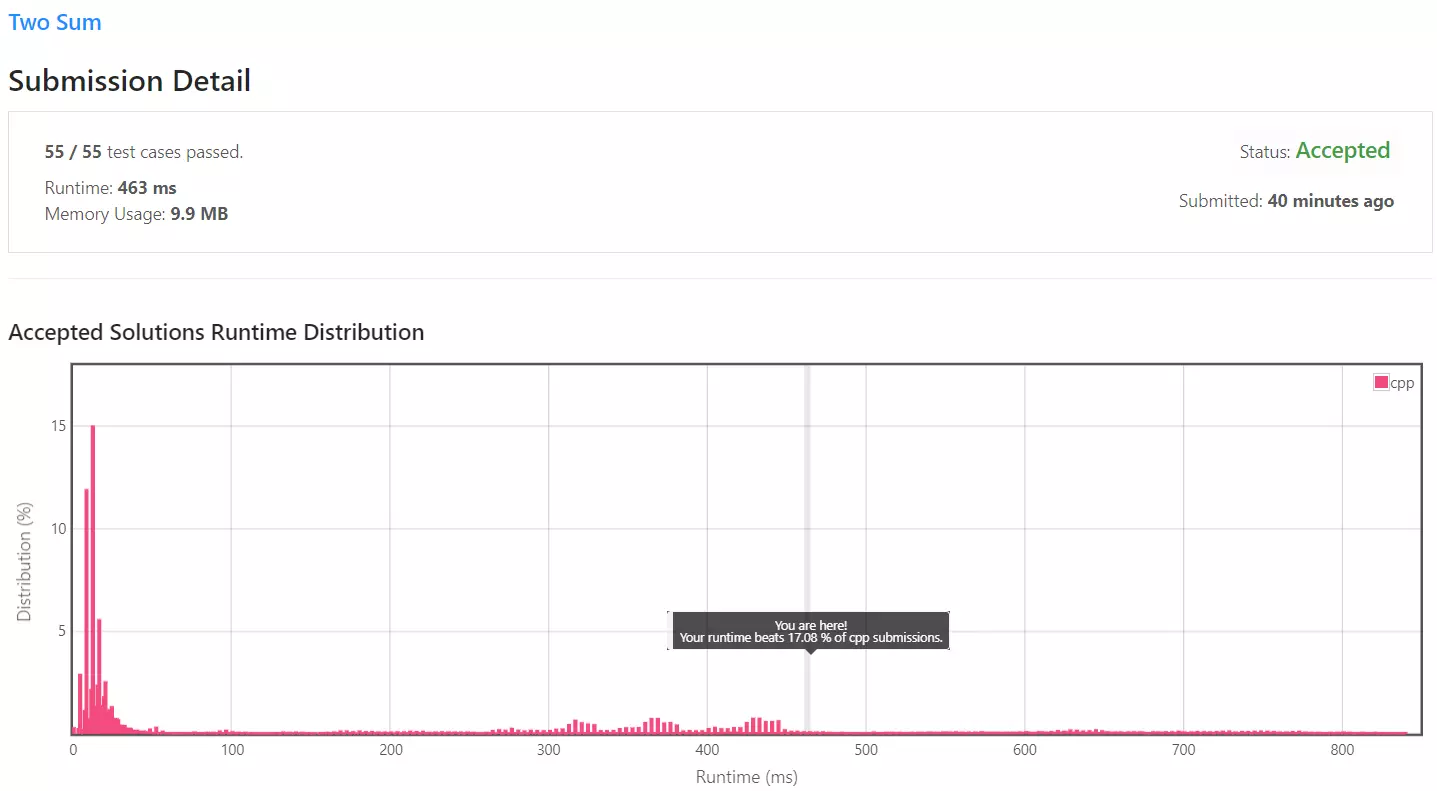 Two Sum
Submission Detail
55 / 55 test cases passed.
Status: Accepted
Runtime: 463 ms
Memory Usage: 9.9 MB
Submitted: 40 minutes ago
Accepted Solutions Runtime Distribution
cpp
15
10
5
Distribution (%)
You are here!
Your runtime beats 17.08 % of cpp submissions.
0 100 200 300 400 500 600 700 800
Runtime (ms)